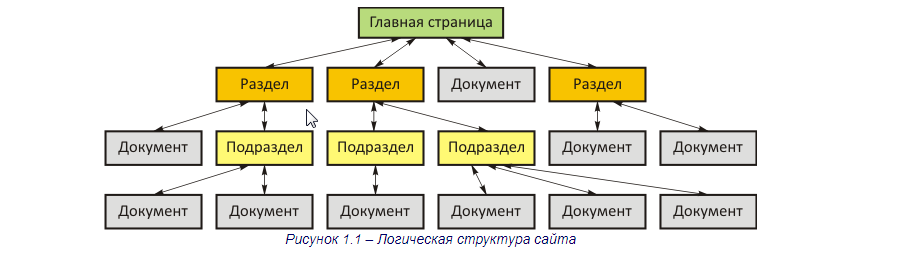 Главная страница
Раздел Раздел Документ Раздел
Документ Подраздел Подраздел Подраздел Документ Документ
Документ Документ Документ Документ Документ Документ
Рисунок 1.1 – Логическая структура сайта